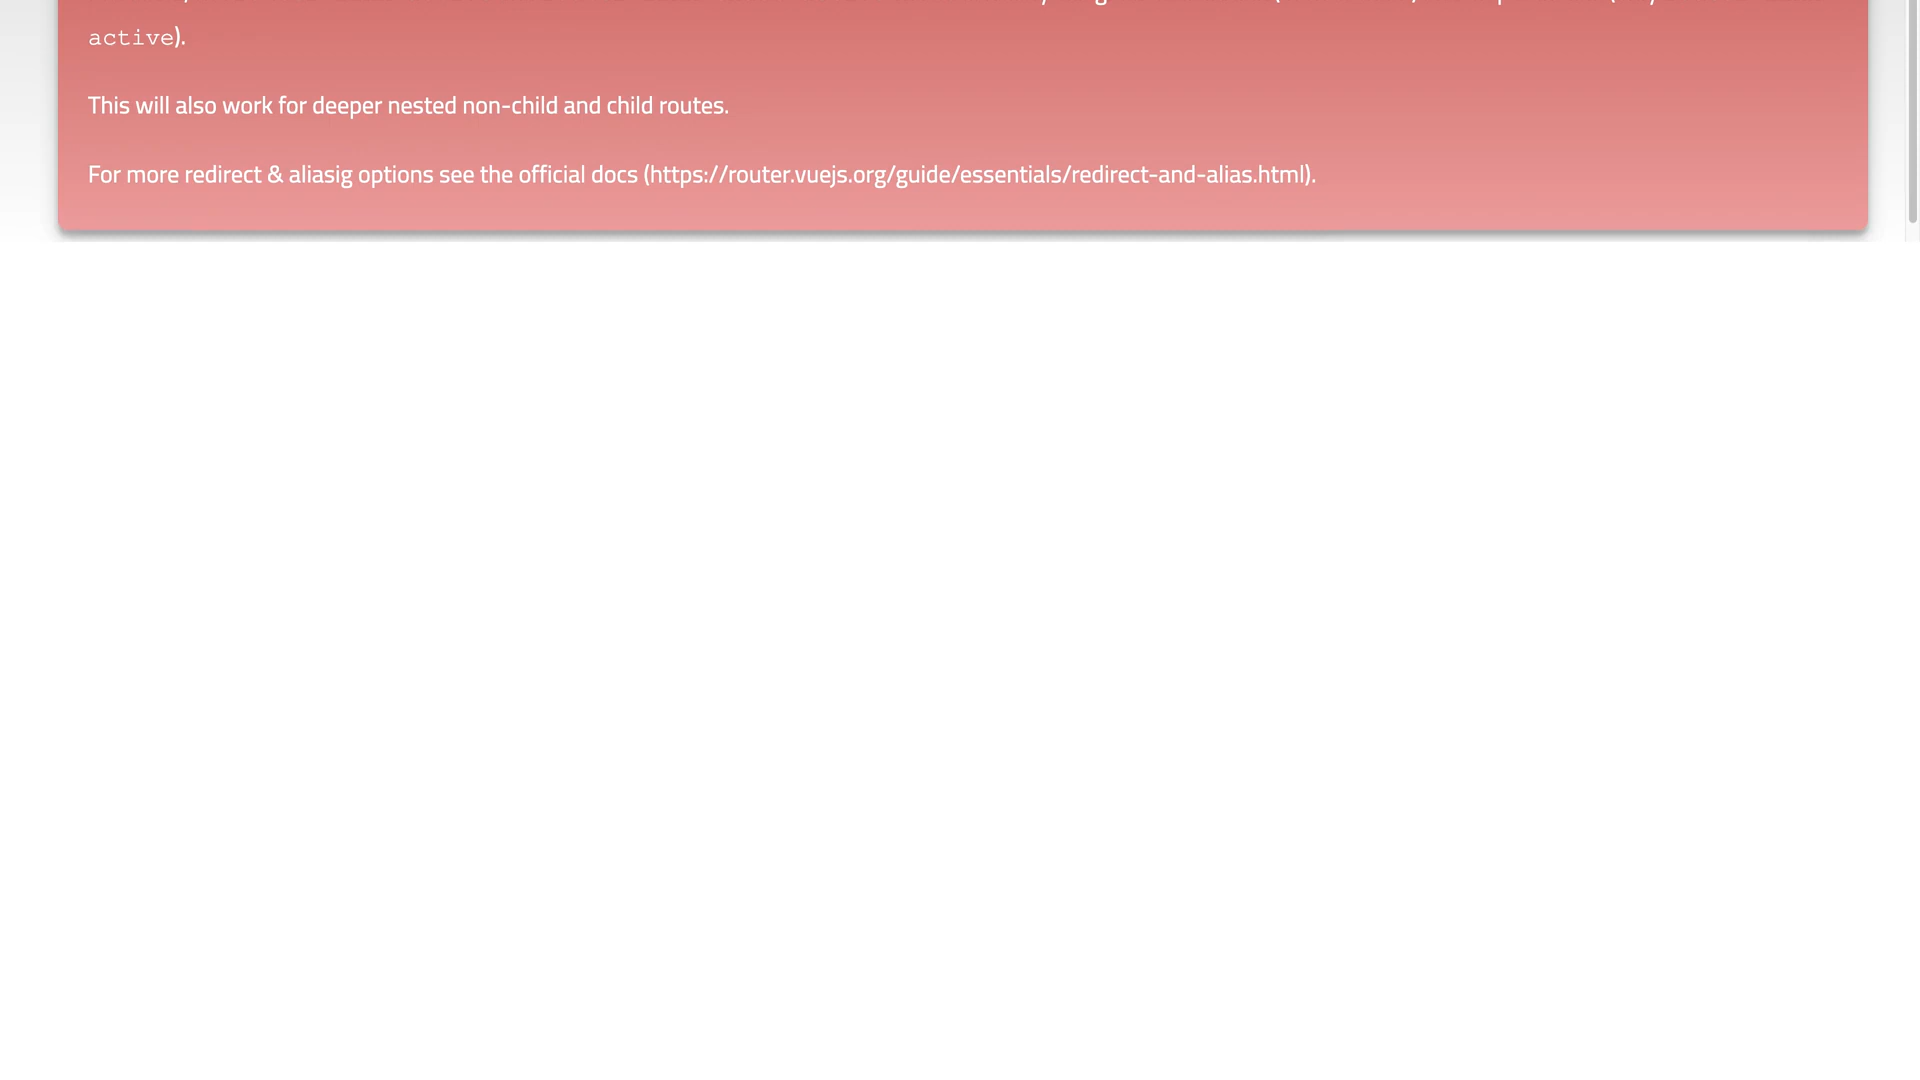 active).
This will also work for deeper nested non-child and child routes.
For more redirect & aliasig options see the official docs (https://router.vuejs.org/guide/essentials/redirect-and-alias.html).